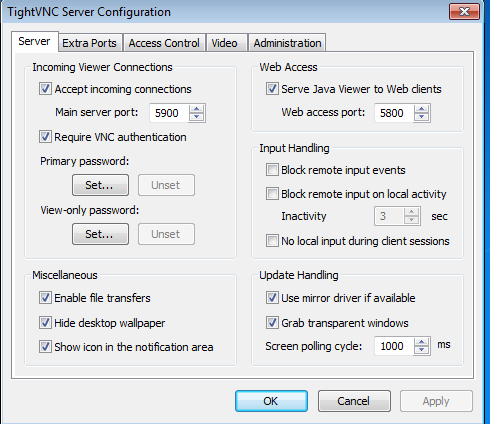 TightVNC Server Configuration
Server
Extra Ports
Access Control
Video
Administration
Incoming Viewer Connections
Accept incoming connections
Main server port: 5900
Require VNC authentication
Primary password:
Set... Unset
View-only password:
Set... Unset
Web Access
Serve Java Viewer to Web clients
Web access port: 5800
Input Handling
Block remote input events
Block remote input on local activity
Inactivity 3 sec
No local input during client sessions
Miscellaneous
Enable file transfers
Hide desktop wallpaper
Show icon in the notification area
Update Handling
Use mirror driver if available
Grab transparent windows
Screen polling cycle: 1000 ms
OK Cancel Apply